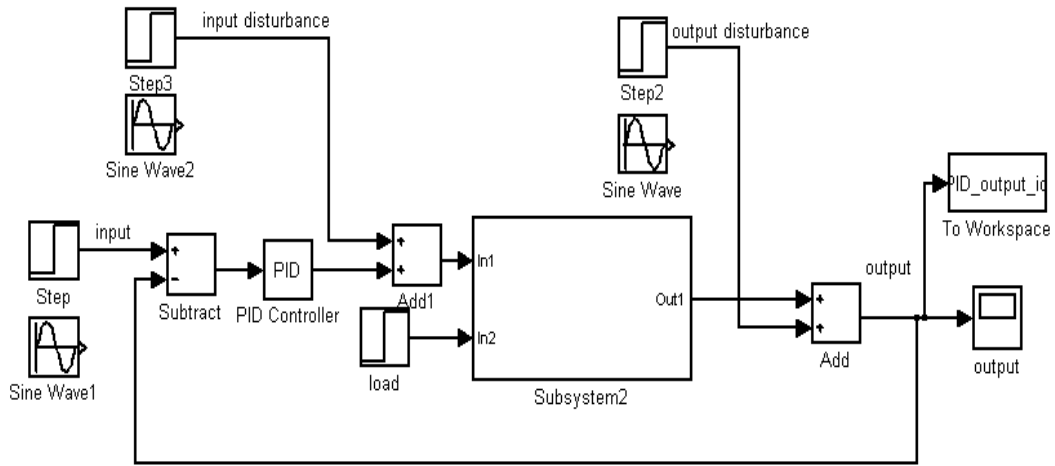 input disturbance
Step3
Sine Wave2
output disturbance
Step2
Sine Wave
PID_output_ic
To Workspace
input
+
−
Step
Subtract
PID
PID Controller
+
+
Add1
In1
In2
Out1
Subsystem2
load
+
+
Add
output
output
Sine Wave1